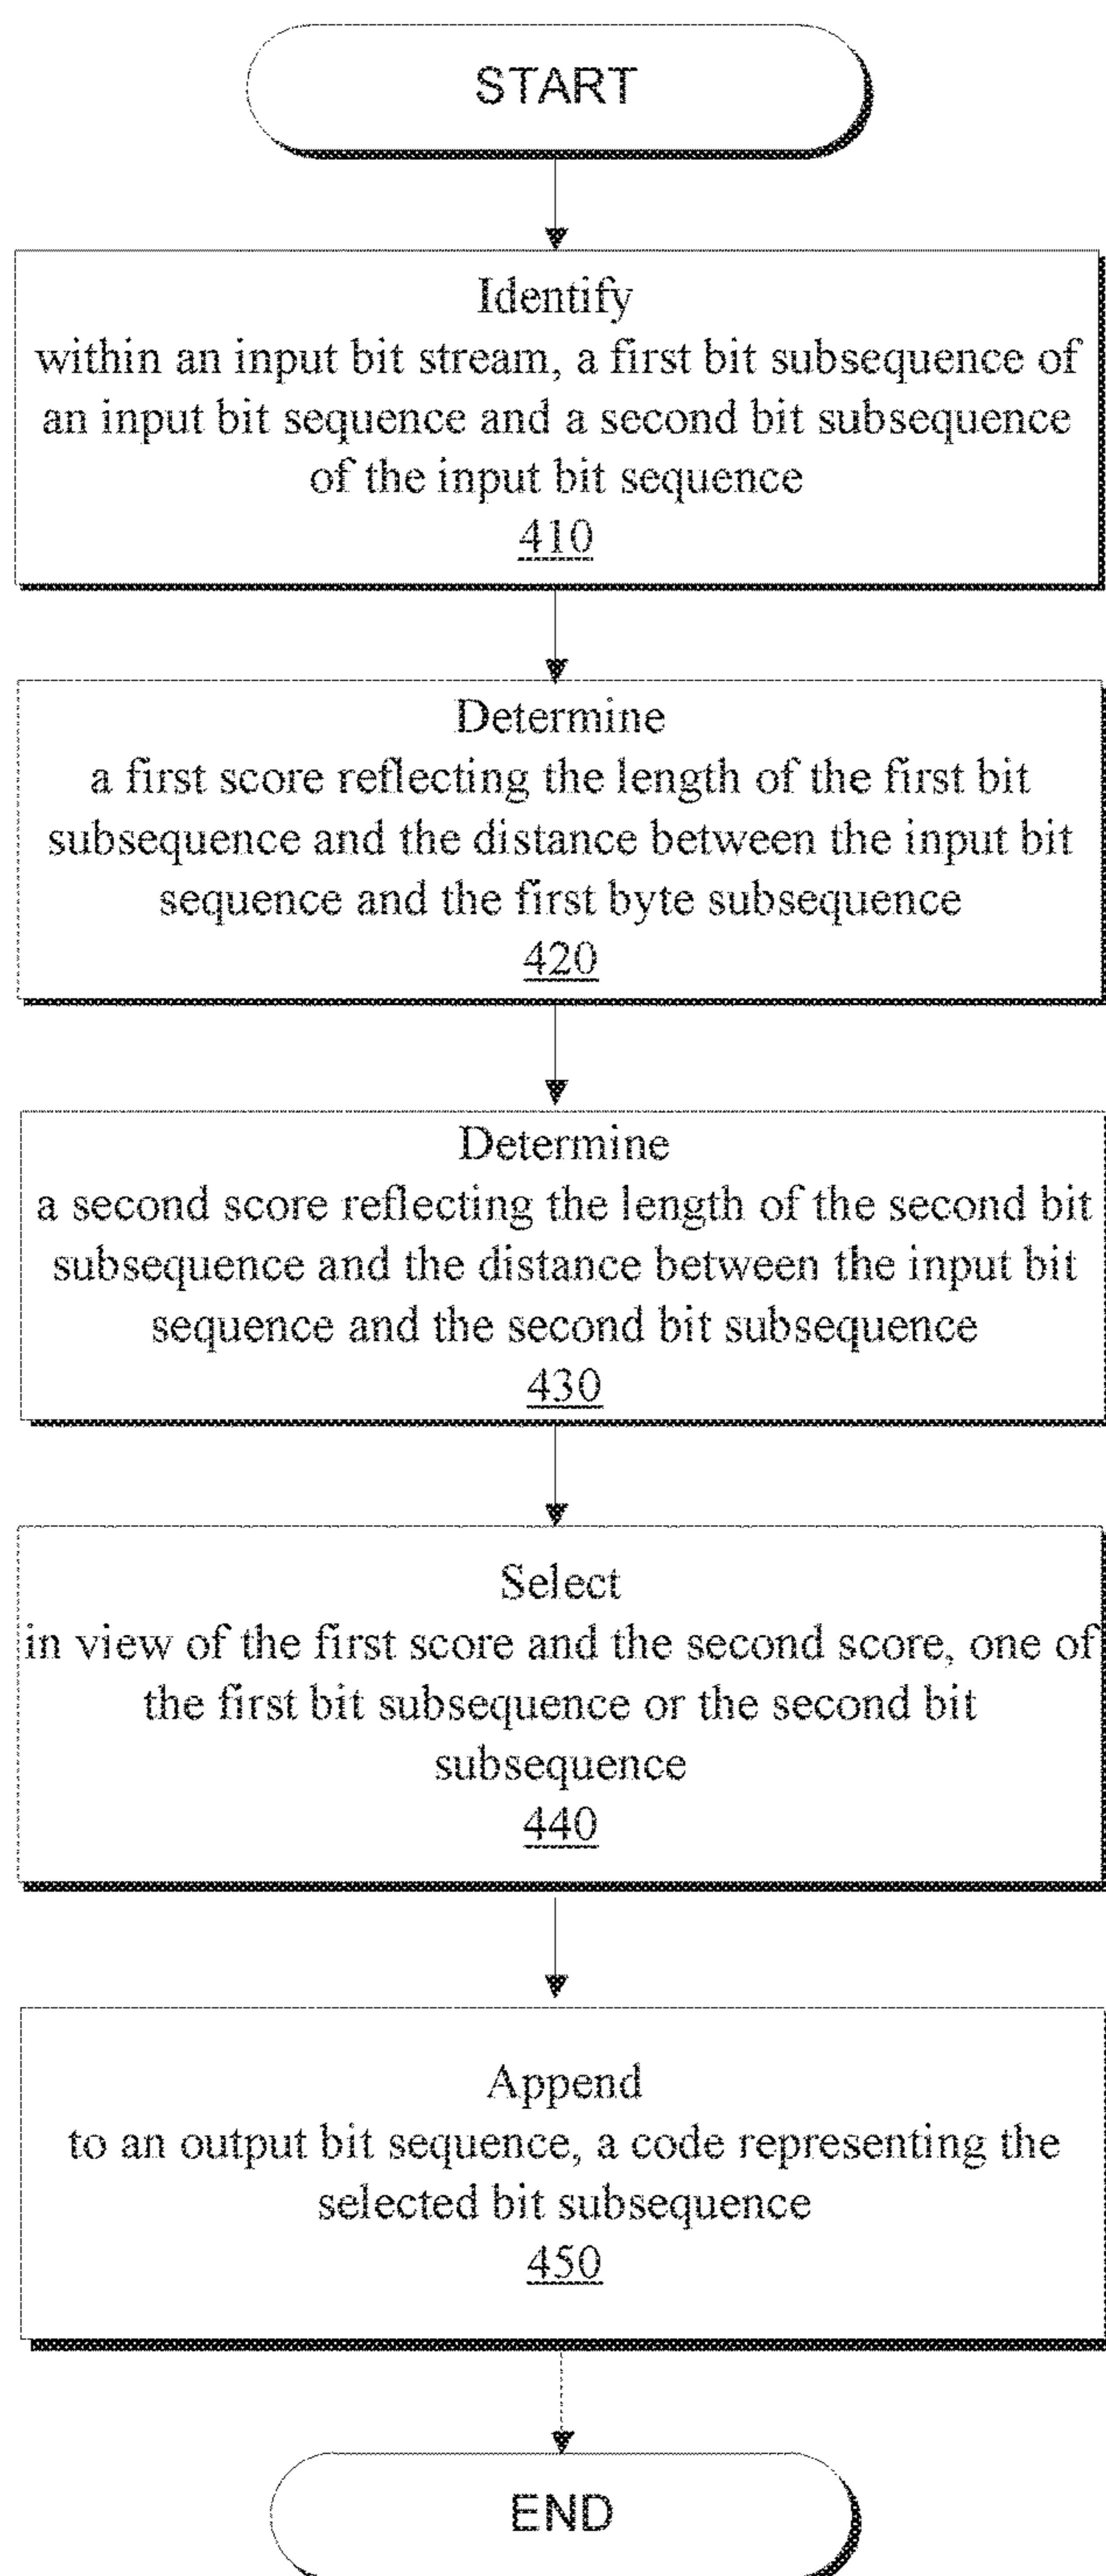 START
Identify
within an input bit stream, a first bit subsequence of
an input bit sequence and a second bit subsequence
of the input bit sequence
410
Determine
a first score reflecting the length of the first bit
subsequence and the distance between the input bit
sequence and the first byte subsequence
420
Determine
a second score reflecting the length of the second bit
subsequence and the distance between the input bit
sequence and the second bit subsequence
430
Select
in view of the first score and the second score, one of
the first bit subsequence or the second bit
subsequence
440
Append
to an output bit sequence, a code representing the
selected bit subsequence
450
END